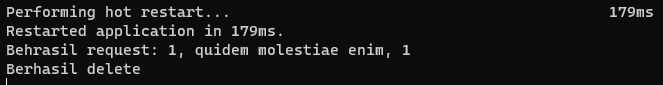 Performing hot restart... 179ms
Restarted application in 179ms.
Behrasil request: 1, quidem molestiae enim, 1
Berhasil delete